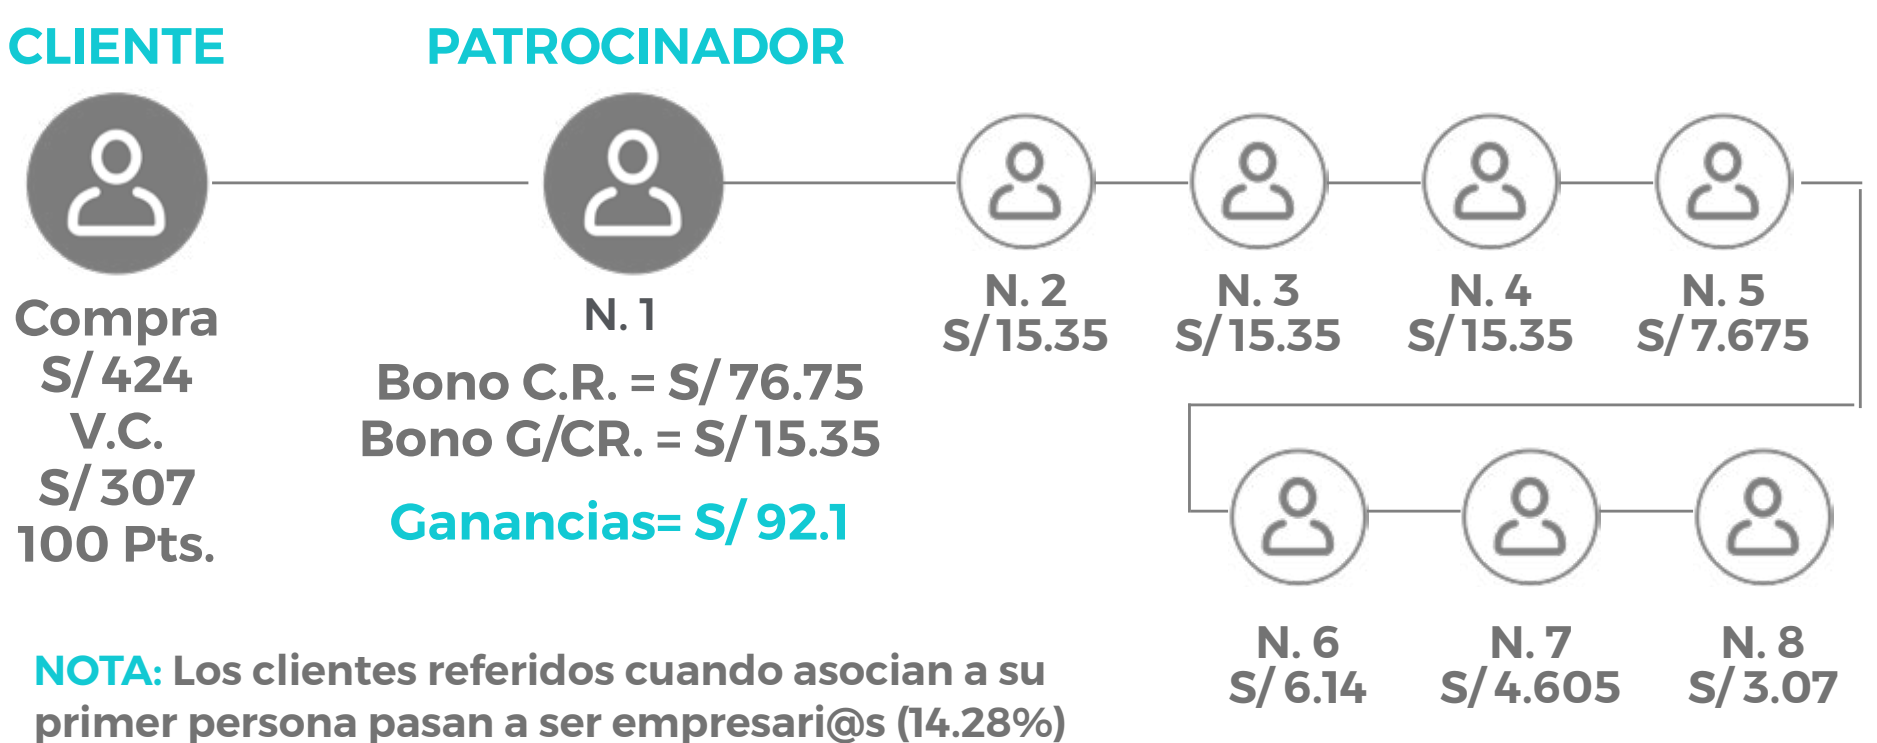 CLIENTE
PATROCINADOR
Compra
S/ 424
V.C.
S/ 307
100 Pts.
N. 1
Bono C.R. = S/ 76.75
Bono G/CR. = S/ 15.35
Ganancias= S/ 92.1
N. 2
S/ 15.35
N. 3
S/ 15.35
N. 4
S/ 15.35
N. 5
S/ 7.675
N. 6
S/ 6.14
N. 7
S/ 4.605
N. 8
S/ 3.07
NOTA: Los clientes referidos cuando asocian a su
primer persona pasan a ser empresari@s (14.28%)